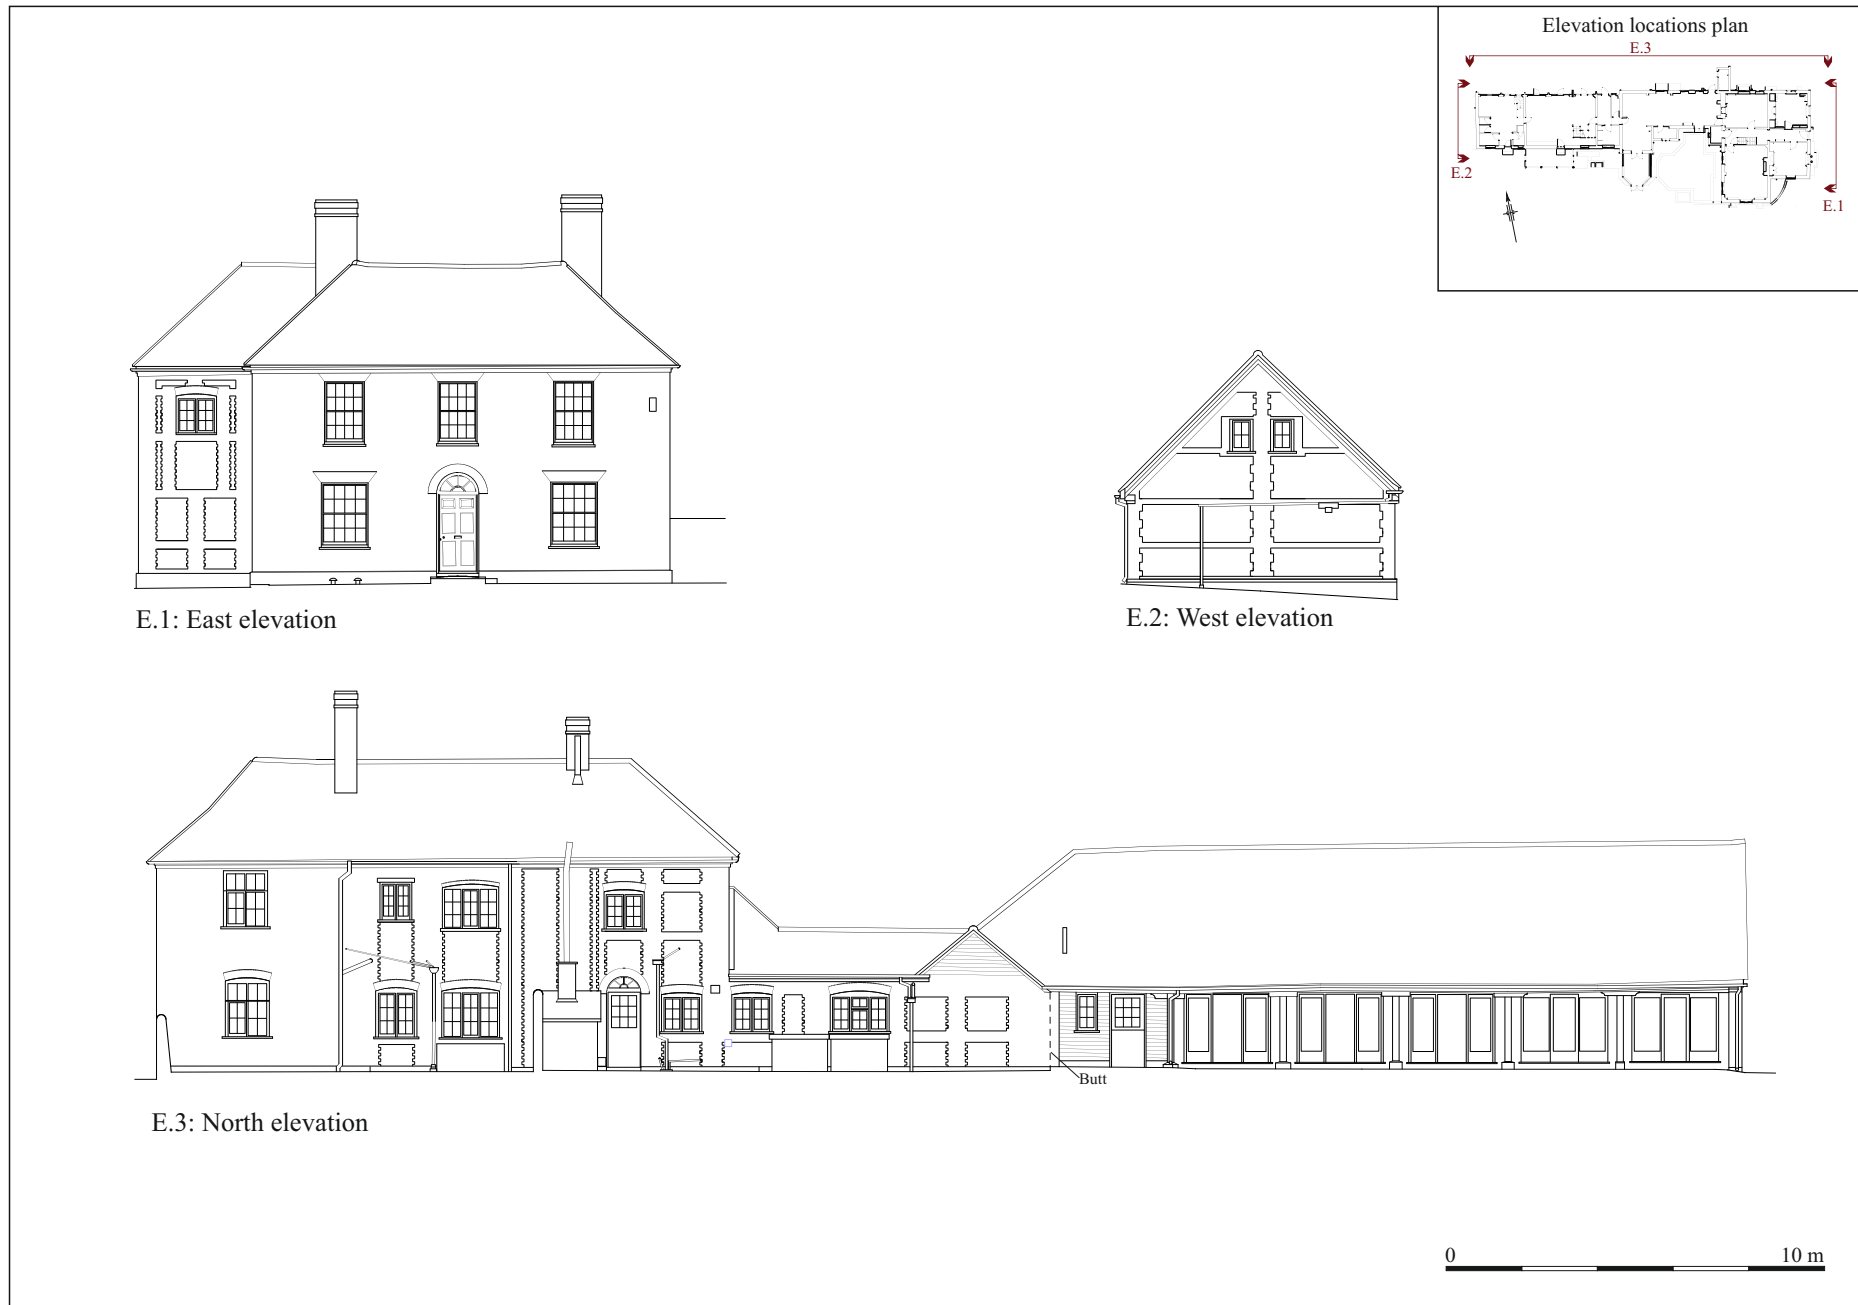 Elevation locations plan
E.3
E.2
E.1
E.1: East elevation
E.2: West elevation
Butt
E.3: North elevation
0 10 m